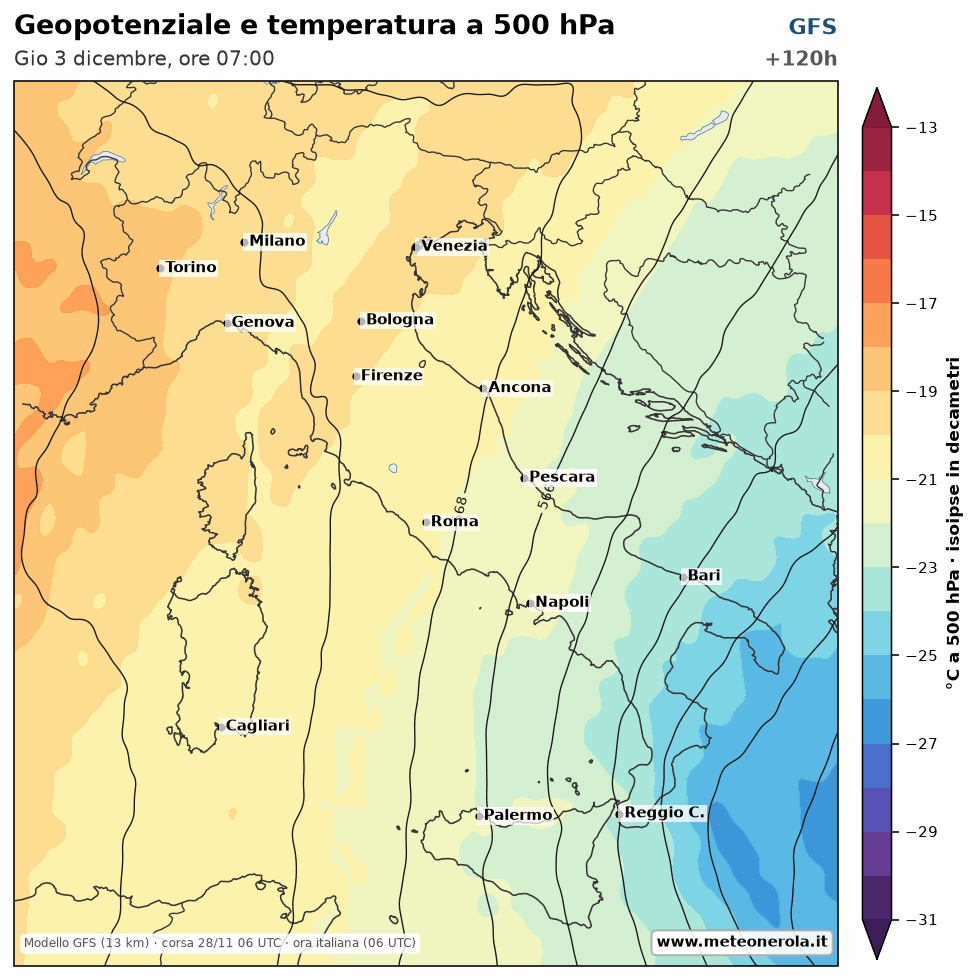 Geopotenziale e temperatura a 500 hPa
GFS
Gio 3 dicembre, ore 07:00
+120h
Milano
Venezia
Torino
Genova
Bologna
Firenze
Ancona
Pescara
568
566
Roma
Bari
Napoli
Cagliari
Palermo
Reggio C.
Modello GFS (13 km) · corsa 28/11 06 UTC · ora italiana (06 UTC)
www.meteonerola.it
−13
−15
−17
−19
−21
−23
−25
−27
−29
−31
°C a 500 hPa · isoipse in decametri